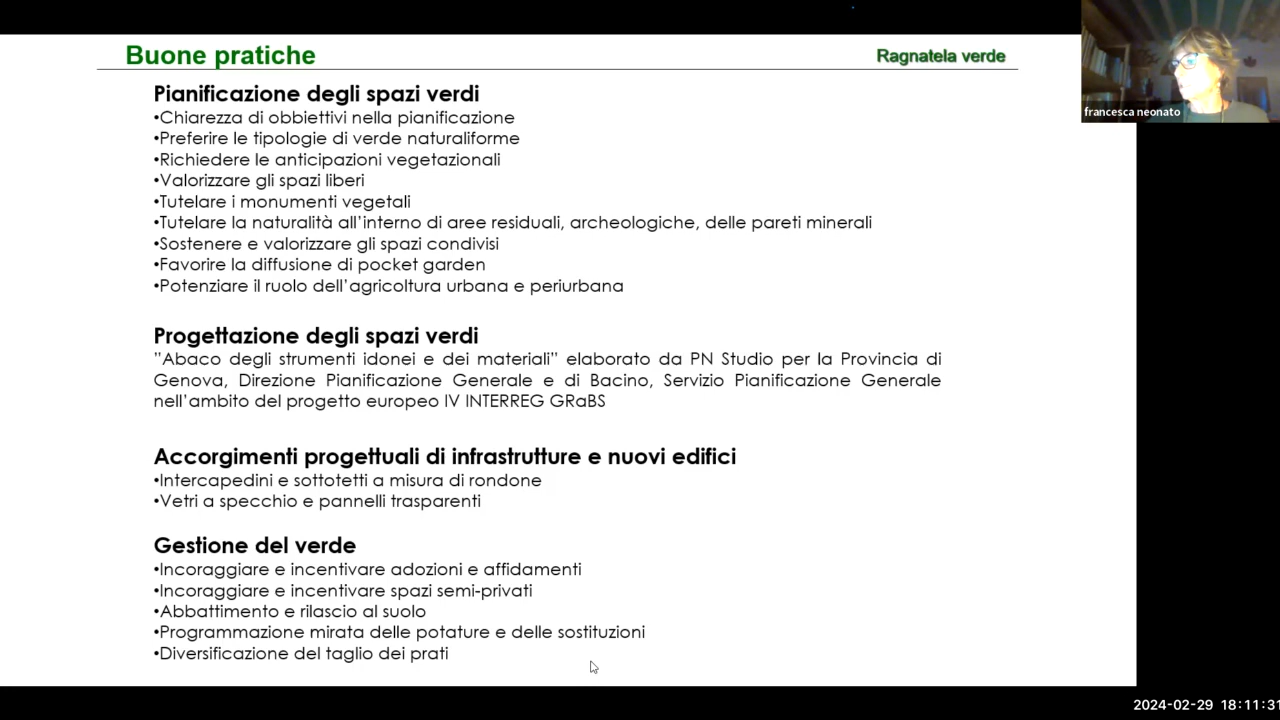 Buone pratiche
Ragnatela verde
francesca neonato
Pianificazione degli spazi verdi
•Chiarezza di obbiettivi nella pianificazione
•Preferire le tipologie di verde naturaliforme
•Richiedere le anticipazioni vegetazionali
•Valorizzare gli spazi liberi
•Tutelare i monumenti vegetali
•Tutelare la naturalità all’interno di aree residuali, archeologiche, delle pareti minerali
•Sostenere e valorizzare gli spazi condivisi
•Favorire la diffusione di pocket garden
•Potenziare il ruolo dell’agricoltura urbana e periurbana
Progettazione degli spazi verdi
”Abaco degli strumenti idonei e dei materiali” elaborato da PN Studio per la Provincia di
Genova, Direzione Pianificazione Generale e di Bacino, Servizio Pianificazione Generale
nell’ambito del progetto europeo IV INTERREG GRaBS
Accorgimenti progettuali di infrastrutture e nuovi edifici
•Intercapedini e sottotetti a misura di rondone
•Vetri a specchio e pannelli trasparenti
Gestione del verde
•Incoraggiare e incentivare adozioni e affidamenti
•Incoraggiare e incentivare spazi semi-privati
•Abbattimento e rilascio al suolo
•Programmazione mirata delle potature e delle sostituzioni
•Diversificazione del taglio dei prati
2024-02-29 18:11:31